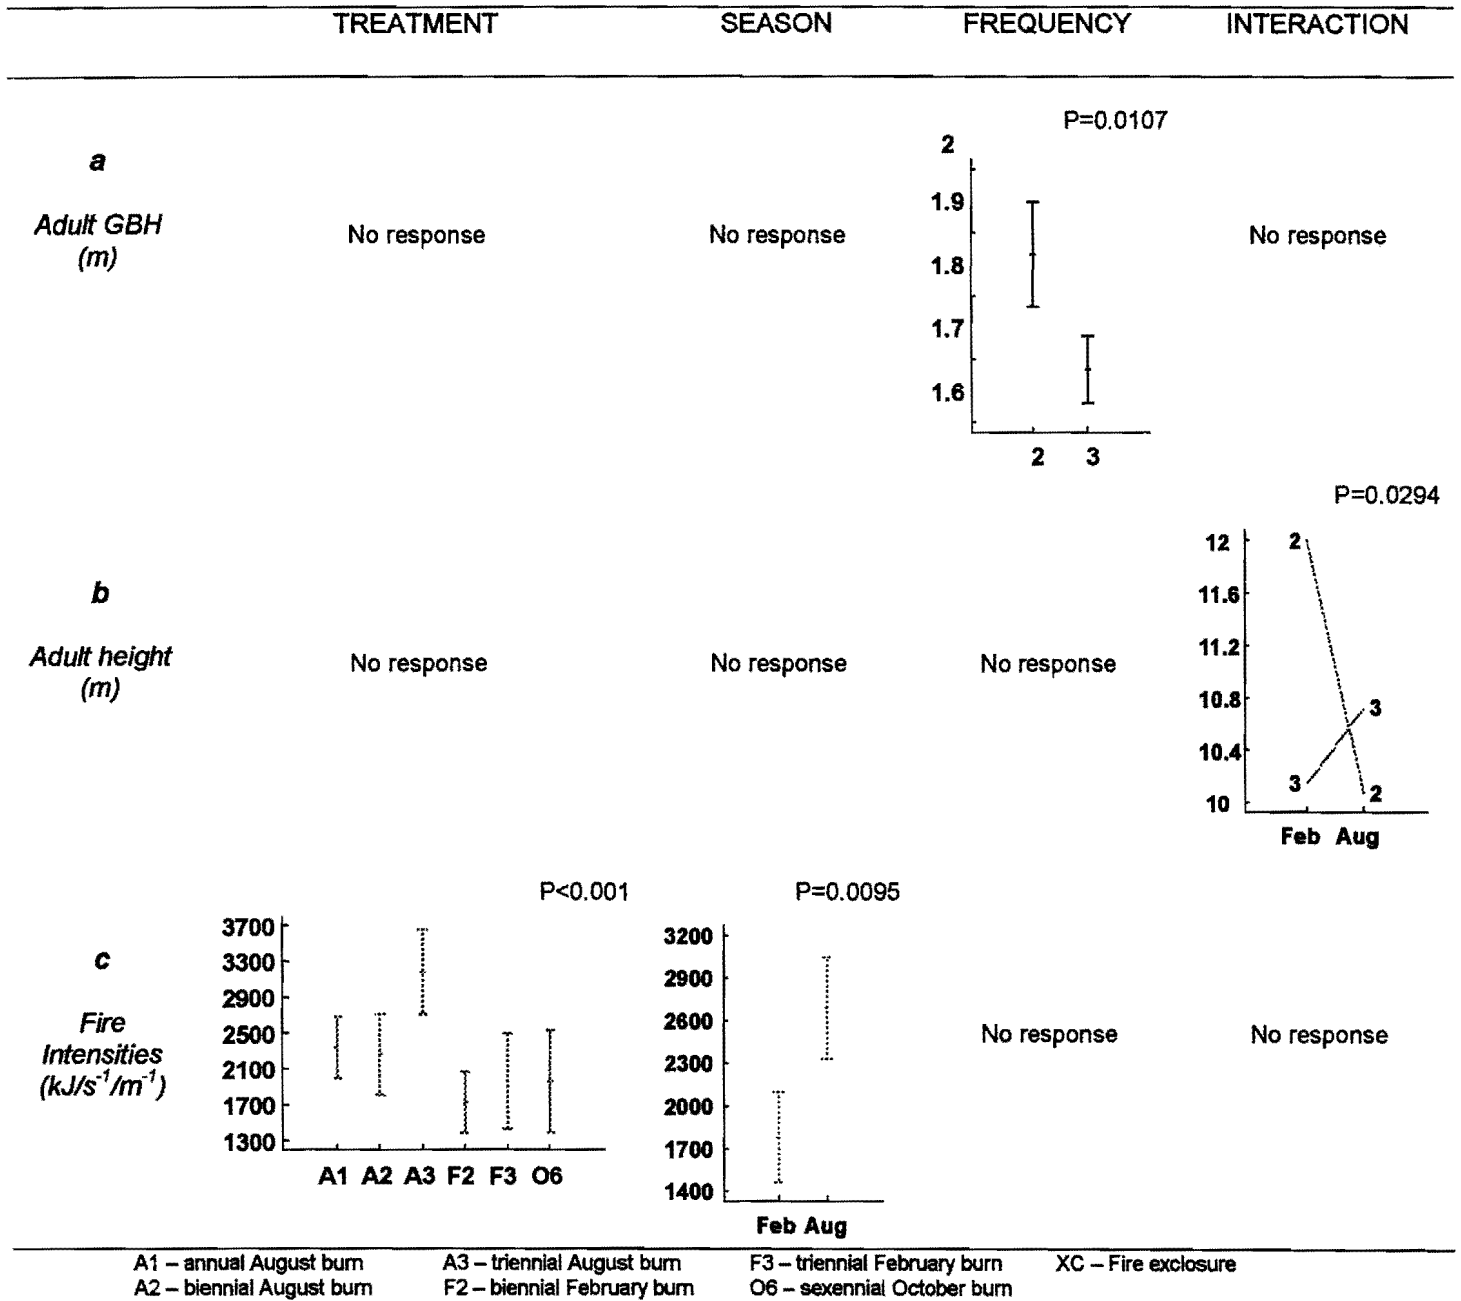 TREATMENT SEASON FREQUENCY INTERACTION
P=0.0107
a
Adult GBH
(m)
No response
No response
2
1.9
1.8
1.7
1.6
2 3
No response
P=0.0294
b
Adult height
(m)
No response
No response
No response
12
11.6
11.2
10.8
10.4
10
2
3
3
2
Feb Aug
P<0.001
P=0.0095
c
Fire
Intensities
(kJ/s⁻¹/m⁻¹)
3700
3300
2900
2500
2100
1700
1300
A1 A2 A3 F2 F3 O6
3200
2900
2600
2300
2000
1700
1400
Feb Aug
No response
No response
A1 – annual August burn A3 – triennial August burn F3 – triennial February burn XC – Fire exclosure
A2 – biennial August burn F2 – biennial February burn O6 – sexennial October burn